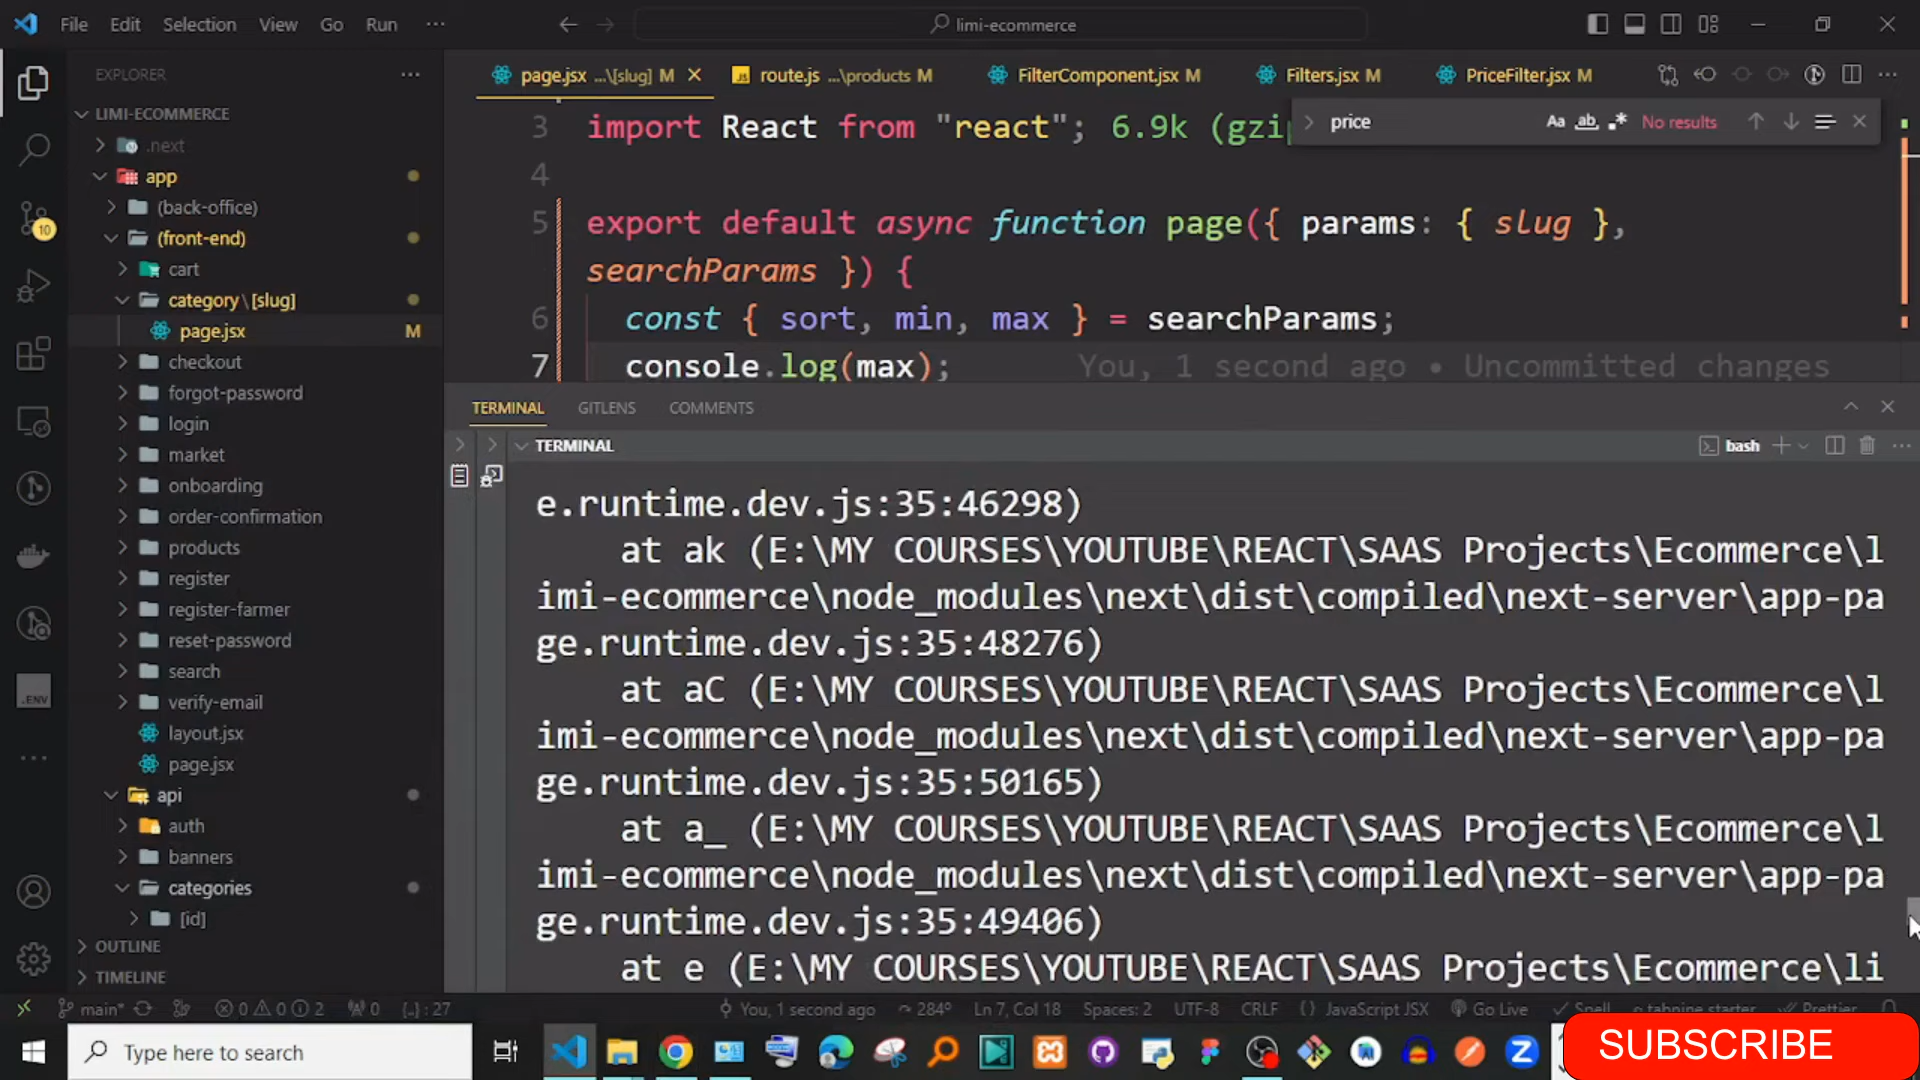 File Edit Selection View Go Run ···
limi-ecommerce
EXPLORER
LIMI-ECOMMERCE
.next
app
(back-office)
(front-end)
cart
category\[slug]
page.jsx M
checkout
forgot-password
login
market
onboarding
order-confirmation
products
register
register-farmer
reset-password
search
verify-email
layout.jsx
page.jsx
api
auth
banners
categories
[id]
OUTLINE
TIMELINE
10
.ENV
page.jsx ...\[slug] M
JS route.js ...\products M
FilterComponent.jsx M
Filters.jsx M
PriceFilter.jsx M
price Aa ab No results
3 import React from "react"; 6.9k (gzi
4
5 export default async function page({ params: { slug },
searchParams }) {
6 const { sort, min, max } = searchParams;
7 console.log(max); You, 1 second ago • Uncommitted changes
TERMINAL GITLENS COMMENTS
TERMINAL bash
e.runtime.dev.js:35:46298)
at ak (E:\MY COURSES\YOUTUBE\REACT\SAAS Projects\Ecommerce\l
imi-ecommerce\node_modules\next\dist\compiled\next-server\app-pa
ge.runtime.dev.js:35:48276)
at aC (E:\MY COURSES\YOUTUBE\REACT\SAAS Projects\Ecommerce\l
imi-ecommerce\node_modules\next\dist\compiled\next-server\app-pa
ge.runtime.dev.js:35:50165)
at a_ (E:\MY COURSES\YOUTUBE\REACT\SAAS Projects\Ecommerce\l
imi-ecommerce\node_modules\next\dist\compiled\next-server\app-pa
ge.runtime.dev.js:35:49406)
at e (E:\MY COURSES\YOUTUBE\REACT\SAAS Projects\Ecommerce\li
main* 0 0 2 0 {..} : 27 You, 1 second ago 284° Ln 7, Col 18 Spaces: 2 UTF-8 CRLF JavaScript JSX Go Live Spell tabnine starter Prettier
Type here to search
SUBSCRIBE